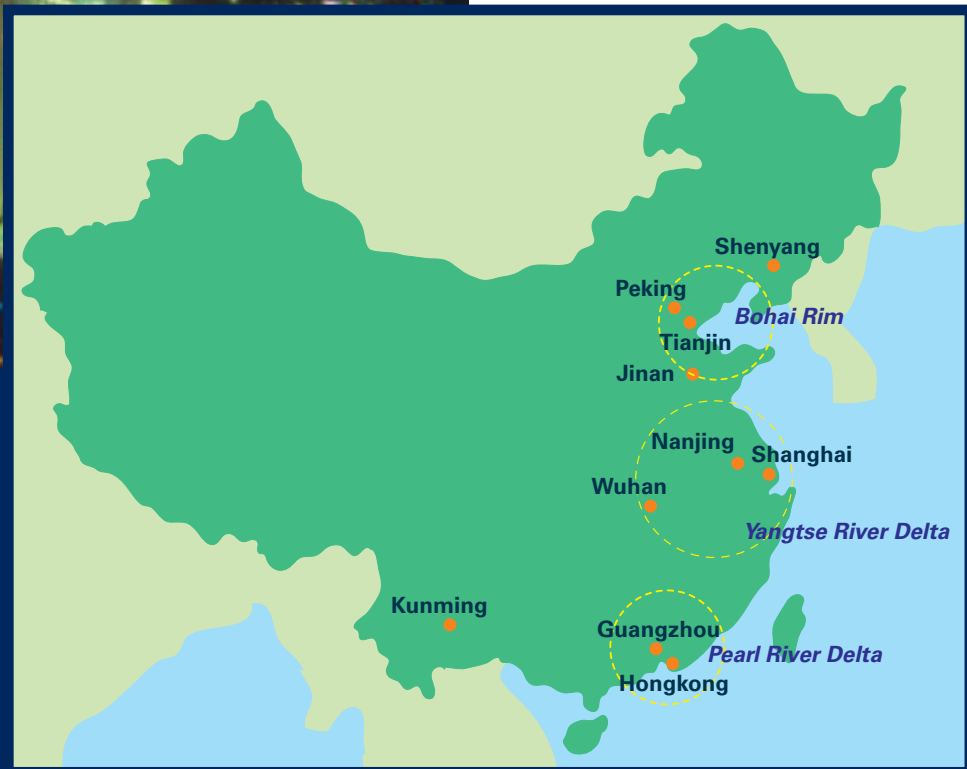 Shenyang
Peking
Bohai Rim
Tianjin
Jinan
Nanjing
Shanghai
Wuhan
Yangtse River Delta
Kunming
Guangzhou
Pearl River Delta
Hongkong